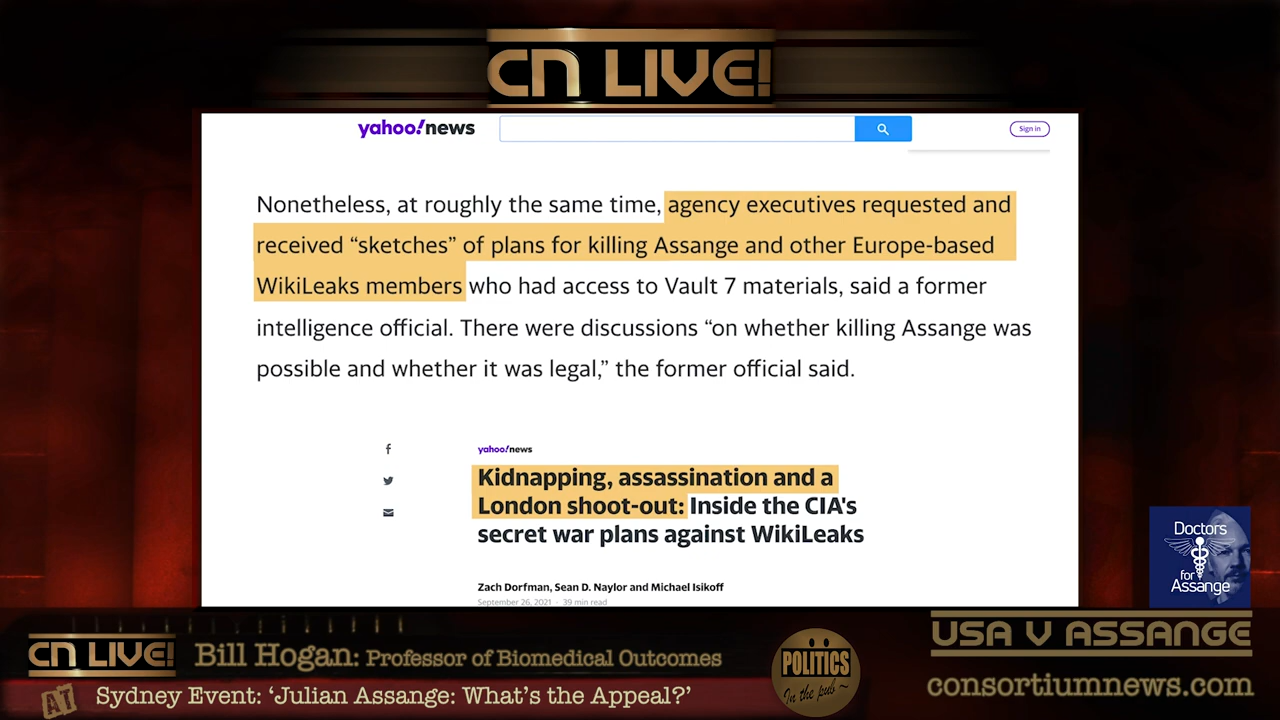 CN LIVE!
yahoo!news
Sign in
Nonetheless, at roughly the same time, agency executives requested and
received “sketches” of plans for killing Assange and other Europe-based
WikiLeaks members who had access to Vault 7 materials, said a former
intelligence official. There were discussions “on whether killing Assange was
possible and whether it was legal,” the former official said.
yahoo!news
Kidnapping, assassination and a
London shoot-out: Inside the CIA's
secret war plans against WikiLeaks
Zach Dorfman, Sean D. Naylor and Michael Isikoff
September 26, 2021 · 39 min read
Doctors
for
Assange
CN LIVE! Bill Hogan: Professor of Biomedical Outcomes
AT Sydney Event: ‘Julian Assange: What’s the Appeal?’
POLITICS
In the pub~
USA V ASSANGE
consortiumnews.com